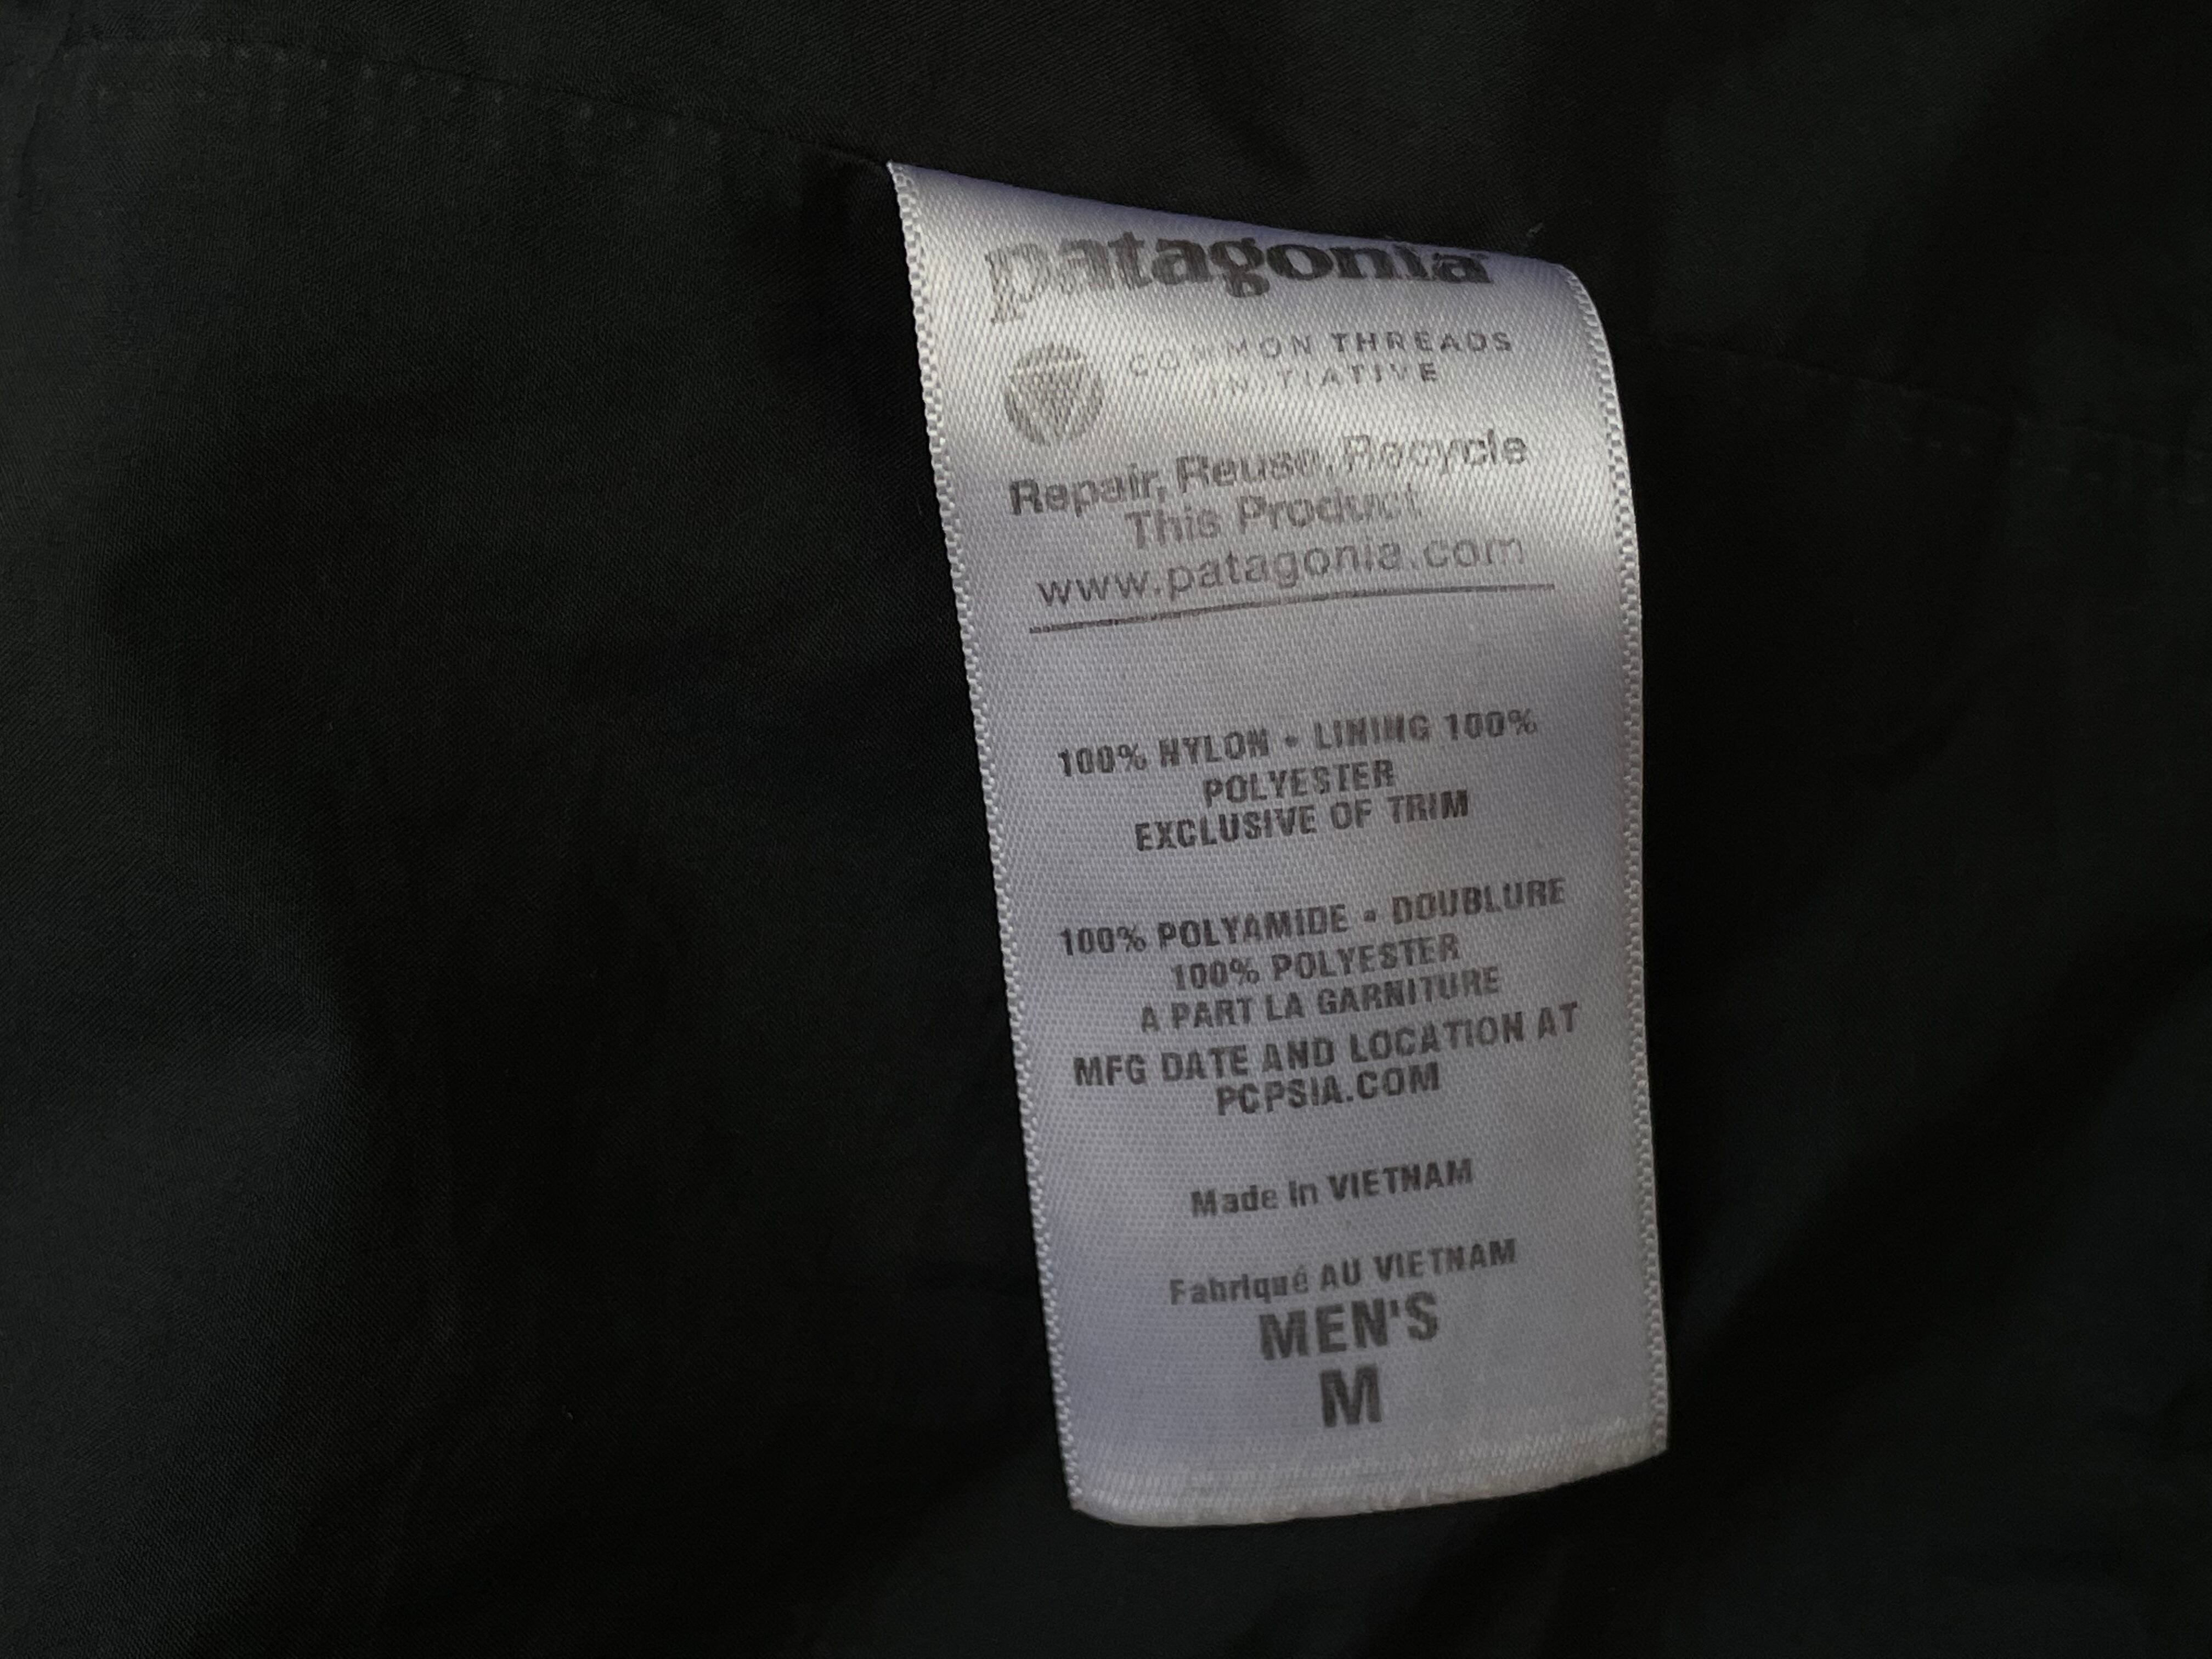 patagonia
COMMON THREADS
INITIATIVE
Repair, Reuse, Recycle
This Product
www.patagonia.com
100% NYLON • LINING 100%
POLYESTER
EXCLUSIVE OF TRIM
100% POLYAMIDE • DOUBLURE
100% POLYESTER
A PART LA GARNITURE
MFG DATE AND LOCATION AT
PCPSIA.COM
Made In VIETNAM
Fabriqué AU VIETNAM
MEN'S
M